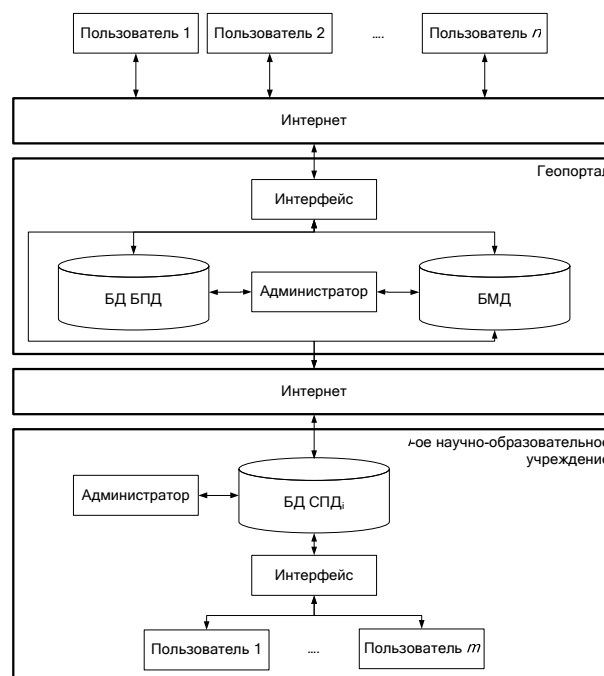 Пользователь 1
Пользователь 2
....
Пользователь n
Интернет
Геопортал
Интерфейс
БД БПД
Администратор
БМД
Интернет
-ое научно-образовательное
учреждение
Администратор
БД СПДi
Интерфейс
Пользователь 1
....
Пользователь m